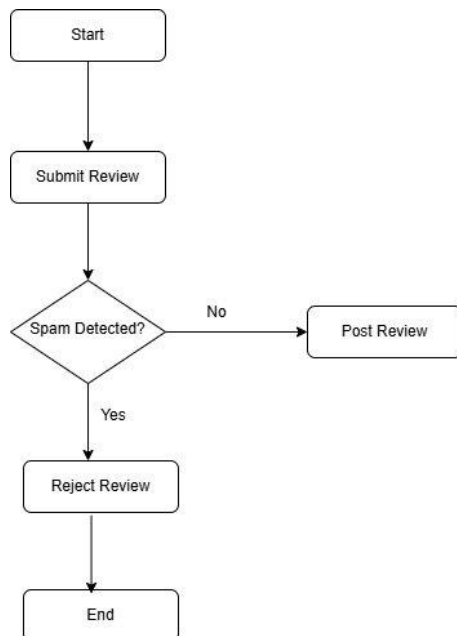 Start
Submit Review
Spam Detected?
No
Post Review
Yes
Reject Review
End